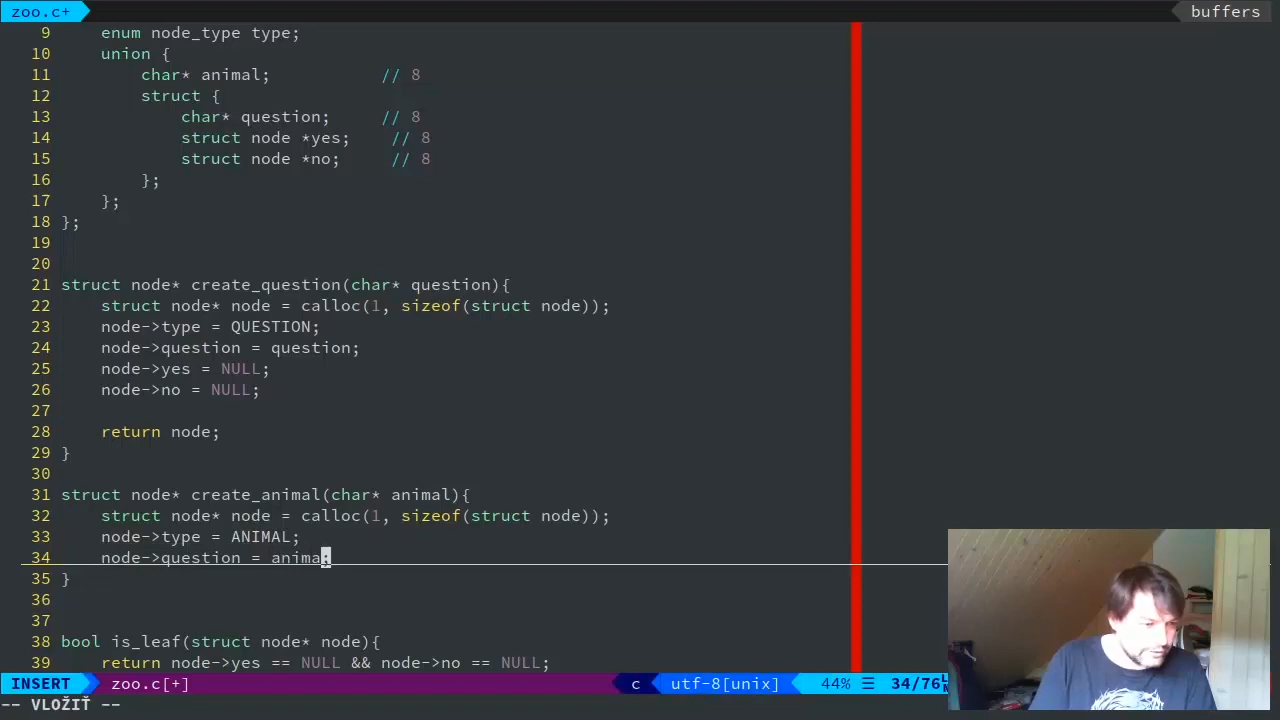 zoo.c+ buffers
9 enum node_type type;
10 union {
11 char* animal; // 8
12 struct {
13 char* question; // 8
14 struct node *yes; // 8
15 struct node *no; // 8
16 };
17 };
18 };
19
20
21 struct node* create_question(char* question){
22 struct node* node = calloc(1, sizeof(struct node));
23 node->type = QUESTION;
24 node->question = question;
25 node->yes = NULL;
26 node->no = NULL;
27
28 return node;
29 }
30
31 struct node* create_animal(char* animal){
32 struct node* node = calloc(1, sizeof(struct node));
33 node->type = ANIMAL;
34 node->question = anima;
35 }
36
37
38 bool is_leaf(struct node* node){
39 return node->yes == NULL && node->no == NULL;
INSERT zoo.c[+] c utf-8[unix] 44% ☰ 34/76
-- VLOŽIŤ --